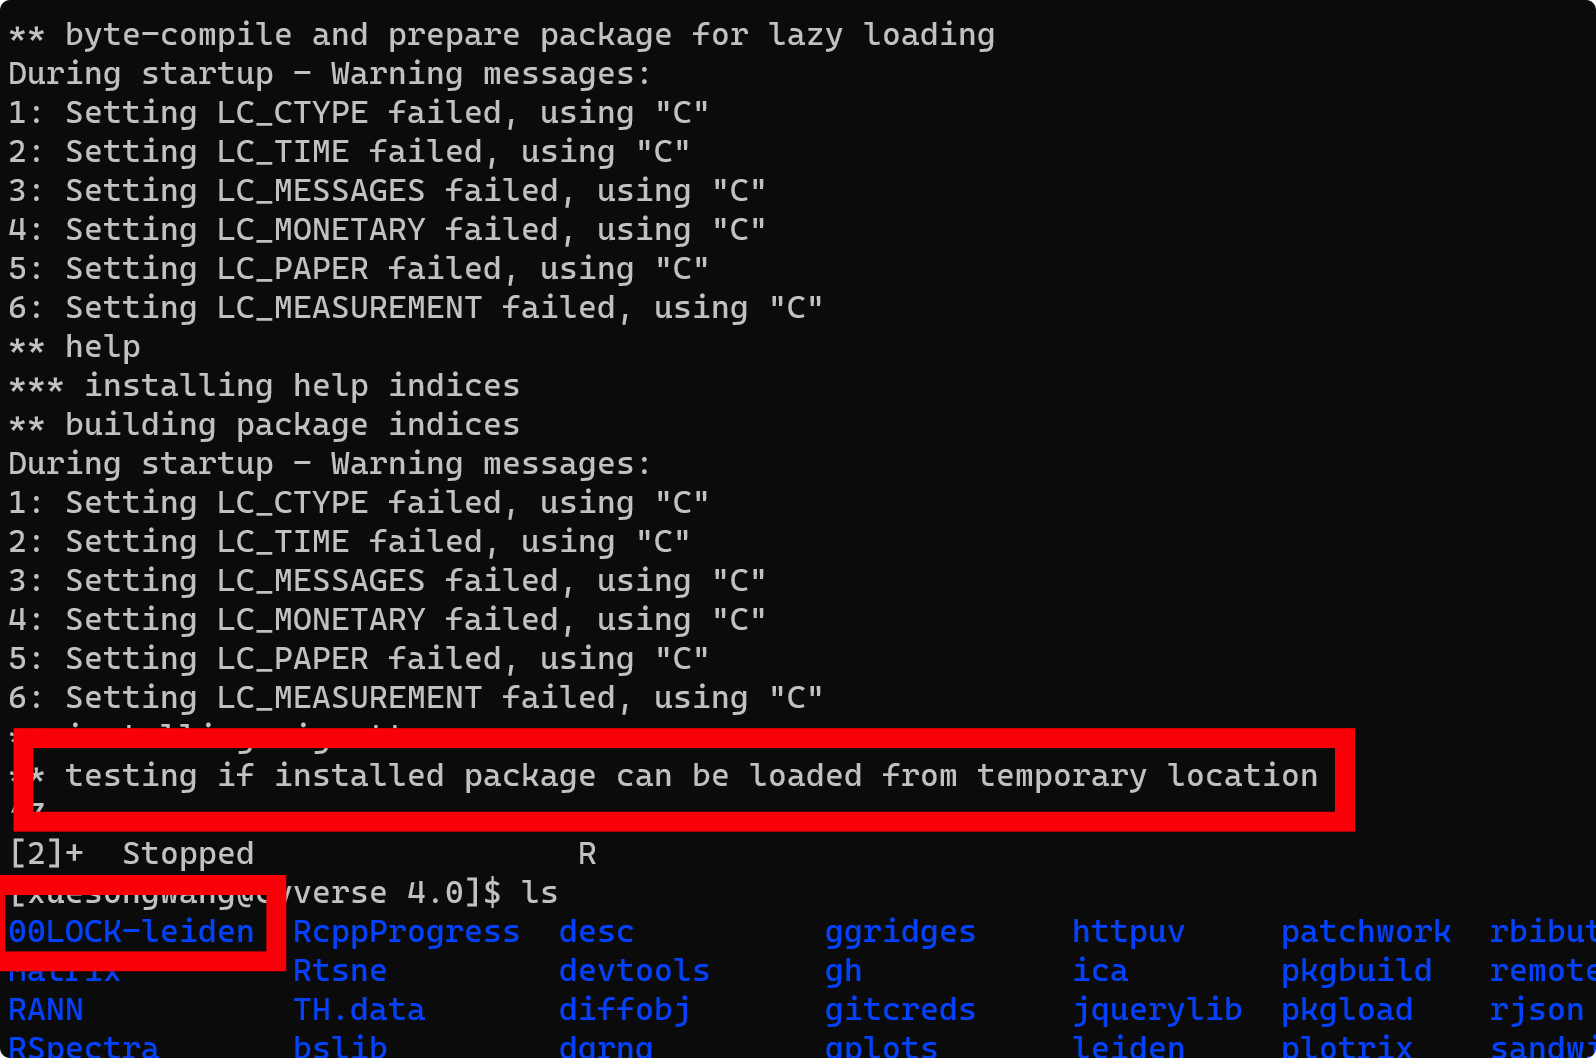 ** byte-compile and prepare package for lazy loading
During startup - Warning messages:
1: Setting LC_CTYPE failed, using "C"
2: Setting LC_TIME failed, using "C"
3: Setting LC_MESSAGES failed, using "C"
4: Setting LC_MONETARY failed, using "C"
5: Setting LC_PAPER failed, using "C"
6: Setting LC_MEASUREMENT failed, using "C"
** help
*** installing help indices
** building package indices
During startup - Warning messages:
1: Setting LC_CTYPE failed, using "C"
2: Setting LC_TIME failed, using "C"
3: Setting LC_MESSAGES failed, using "C"
4: Setting LC_MONETARY failed, using "C"
5: Setting LC_PAPER failed, using "C"
6: Setting LC_MEASUREMENT failed, using "C"
** testing if installed package can be loaded from temporary location
[2]+  Stopped                 R
[xuesongwang@cyverse 4.0]$ ls
00LOCK-leiden  RcppProgress  desc  ggridges  httpuv  patchwork  rbibut
Matrix  Rtsne  devtools  gh  ica  pkgbuild  remote
RANN  TH.data  diffobj  gitcreds  jquerylib  pkgload  rjson
RSpectra  bslib  dqrng  gplots  leiden  plotrix  sandwi